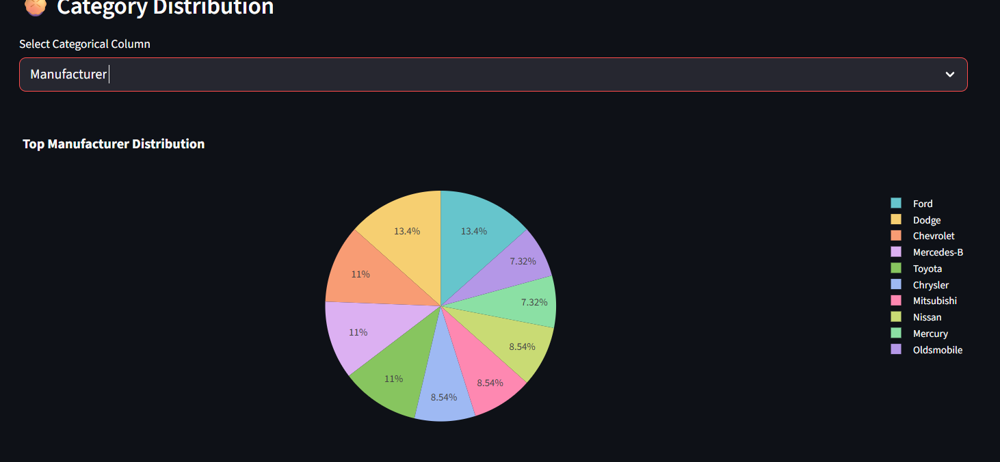 Category Distribution
Select Categorical Column
Manufacturer
Top Manufacturer Distribution
13.4%
13.4%
7.32%
11%
7.32%
11%
8.54%
11%
8.54%
8.54%
Ford
Dodge
Chevrolet
Mercedes-B
Toyota
Chrysler
Mitsubishi
Nissan
Mercury
Oldsmobile